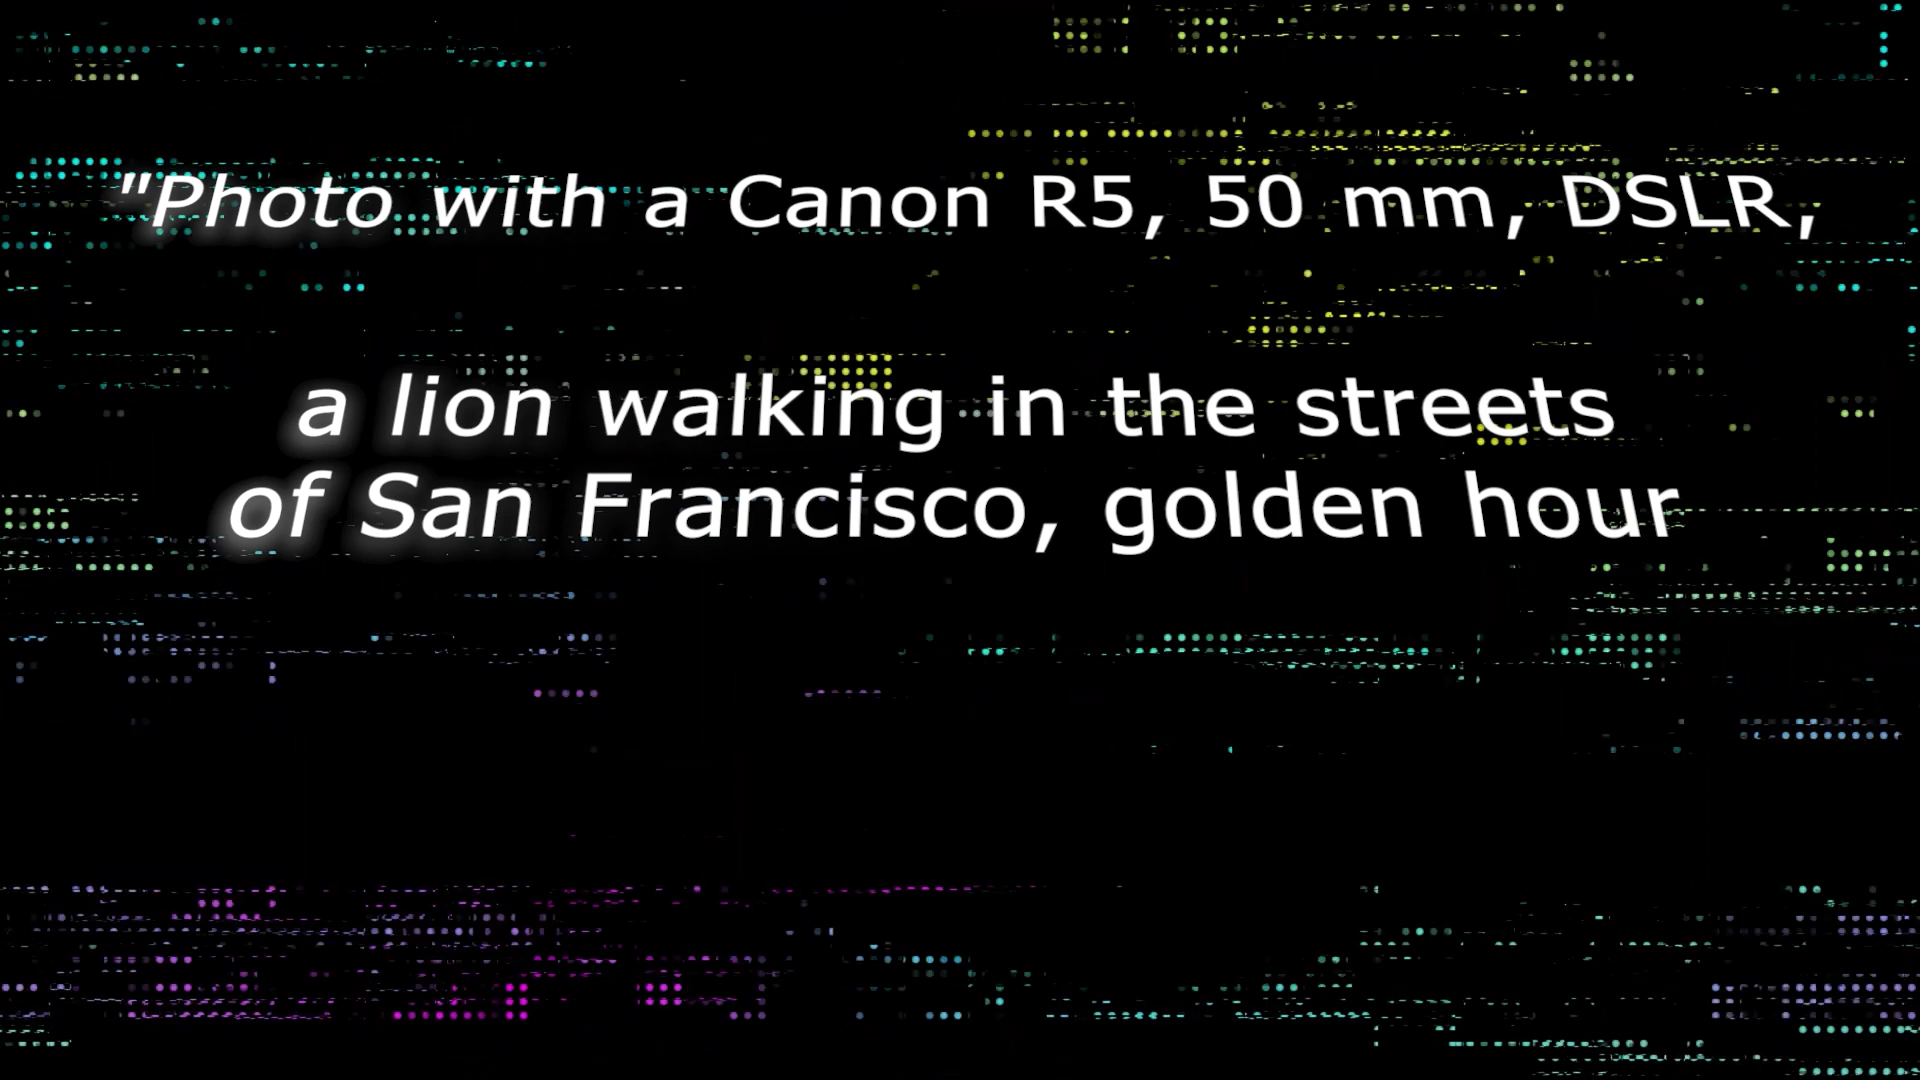 "Photo with a Canon R5, 50 mm, DSLR,
a lion walking in the streets
of San Francisco, golden hour